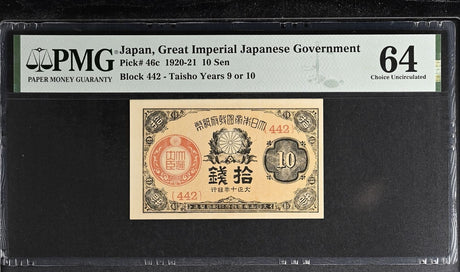 PMG
PAPER MONEY GUARANTY
Japan, Great Imperial Japanese Government
Pick# 46c 1920-21 10 Sen
Block 442 - Taisho Years 9 or 10
64
Choice Uncirculated
大日本帝國政府紙幣
{442}
10
拾錢
{442}
大正十年發行